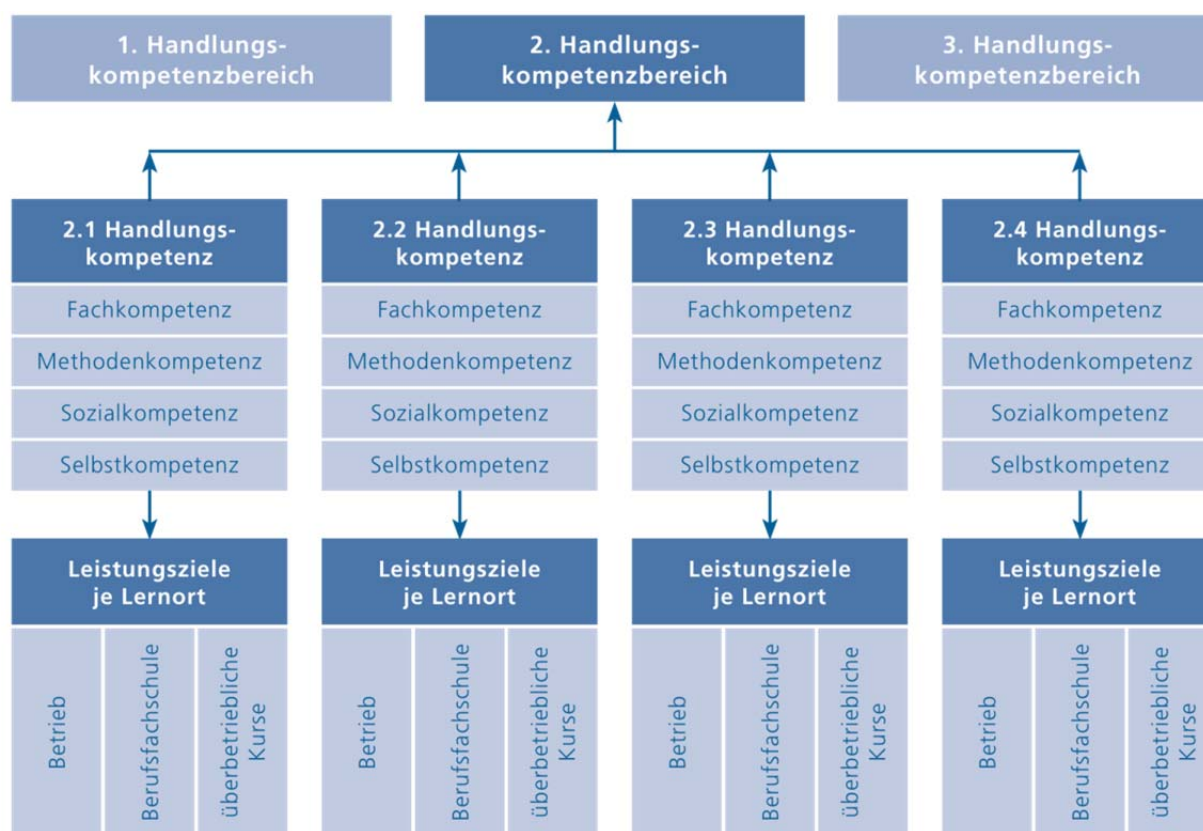 1. Handlungs-
kompetenzbereich
2. Handlungs-
kompetenzbereich
3. Handlungs-
kompetenzbereich
2.1 Handlungs-
kompetenz
Fachkompetenz
Methodenkompetenz
Sozialkompetenz
Selbstkompetenz
Leistungsziele
je Lernort
Betrieb
Berufsfachschule
überbetriebliche
Kurse
2.2 Handlungs-
kompetenz
Fachkompetenz
Methodenkompetenz
Sozialkompetenz
Selbstkompetenz
Leistungsziele
je Lernort
Betrieb
Berufsfachschule
überbetriebliche
Kurse
2.3 Handlungs-
kompetenz
Fachkompetenz
Methodenkompetenz
Sozialkompetenz
Selbstkompetenz
Leistungsziele
je Lernort
Betrieb
Berufsfachschule
überbetriebliche
Kurse
2.4 Handlungs-
kompetenz
Fachkompetenz
Methodenkompetenz
Sozialkompetenz
Selbstkompetenz
Leistungsziele
je Lernort
Betrieb
Berufsfachschule
überbetriebliche
Kurse